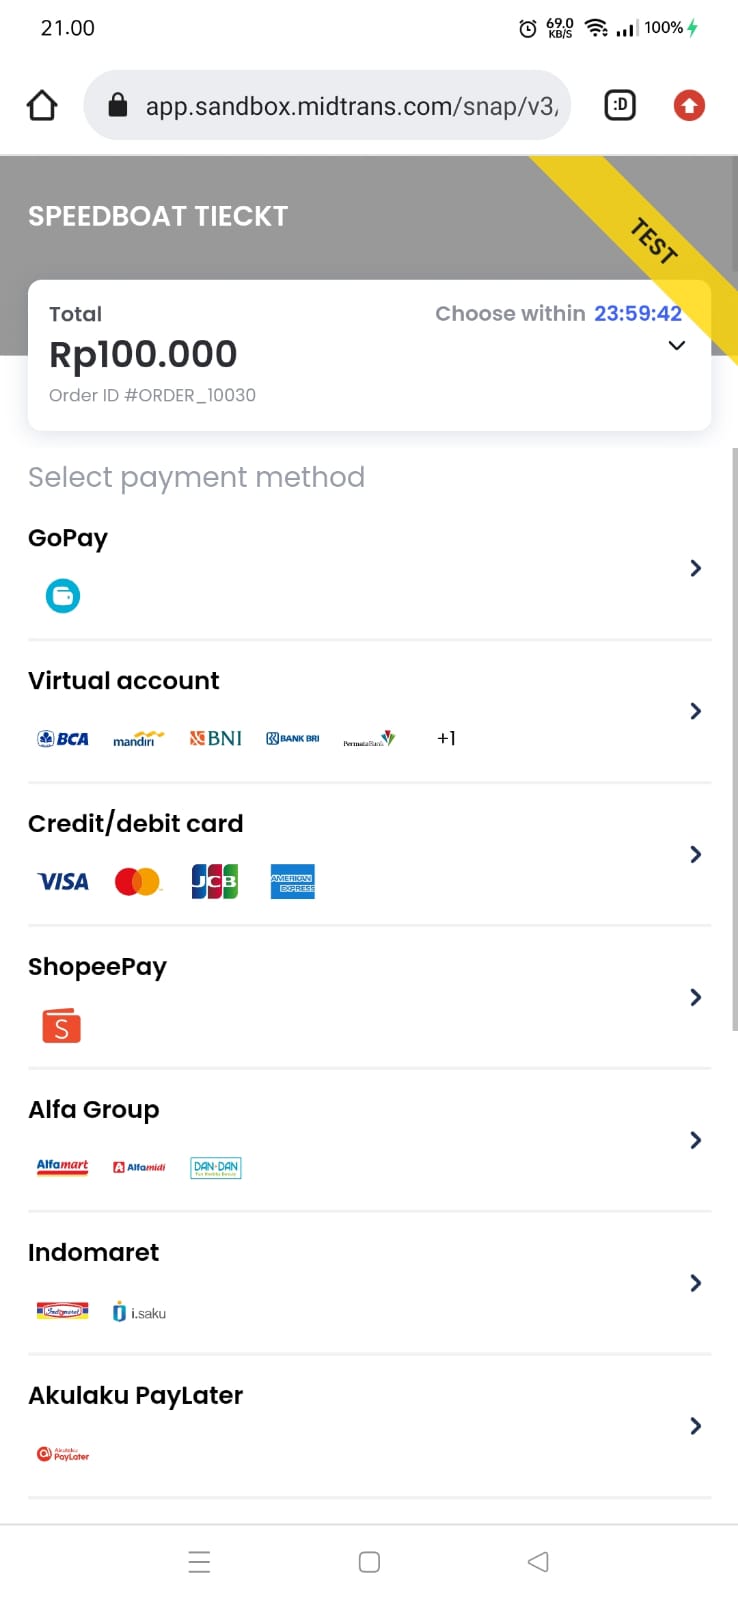 21.00
69.0
KB/S
100%
app.sandbox.midtrans.com/snap/v3/
:D
SPEEDBOAT TIECKT
TEST
Total
Choose within 23:59:42
Rp100.000
Order ID #ORDER_10030
Select payment method
GoPay
Virtual account
BCA mandiri BNI BANK BRI PermataBank +1
Credit/debit card
VISA JCB AMERICAN EXPRESS
ShopeePay
S
Alfa Group
Alfamart Alfamidi DAN+DAN
Indomaret
Indomaret i.saku
Akulaku PayLater
Akulaku
PayLater